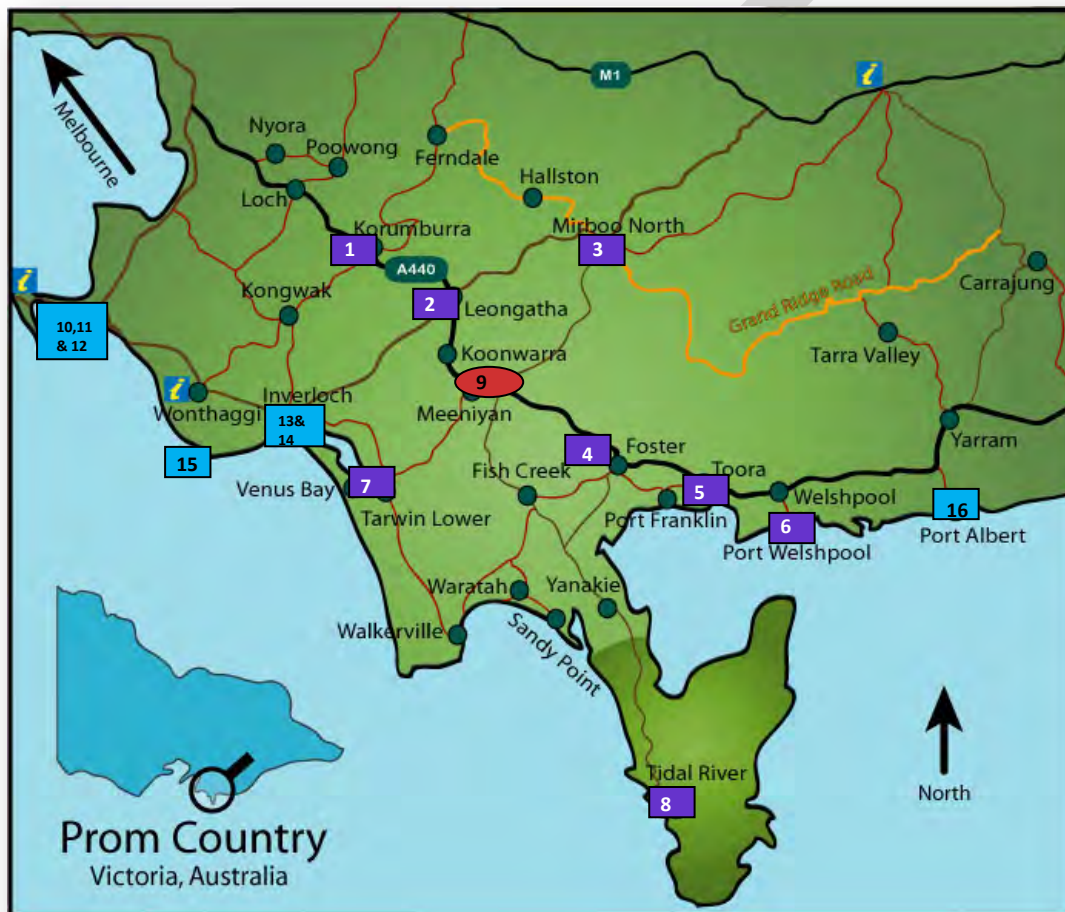 M1
i
Melbourne
Nyora
Poowong
Ferndale
Hallston
Loch
Korumburra
Mirboo North
1
3
A440
i
Kongwak
2
Leongatha
Grand Ridge Road
Carrajung
10,11
& 12
Koonwarra
Tarra Valley
i
Wonthaggi
Inverloch
9
Meeniyan
13&
14
Yarram
15
4
Foster
Fish Creek
Toora
Venus Bay
7
5
Welshpool
Tarwin Lower
Port Franklin
16
6
Port Albert
Port Welshpool
Waratah
Yanakie
Walkerville
Sandy Point
Tidal River
8
North
Prom Country
Victoria, Australia